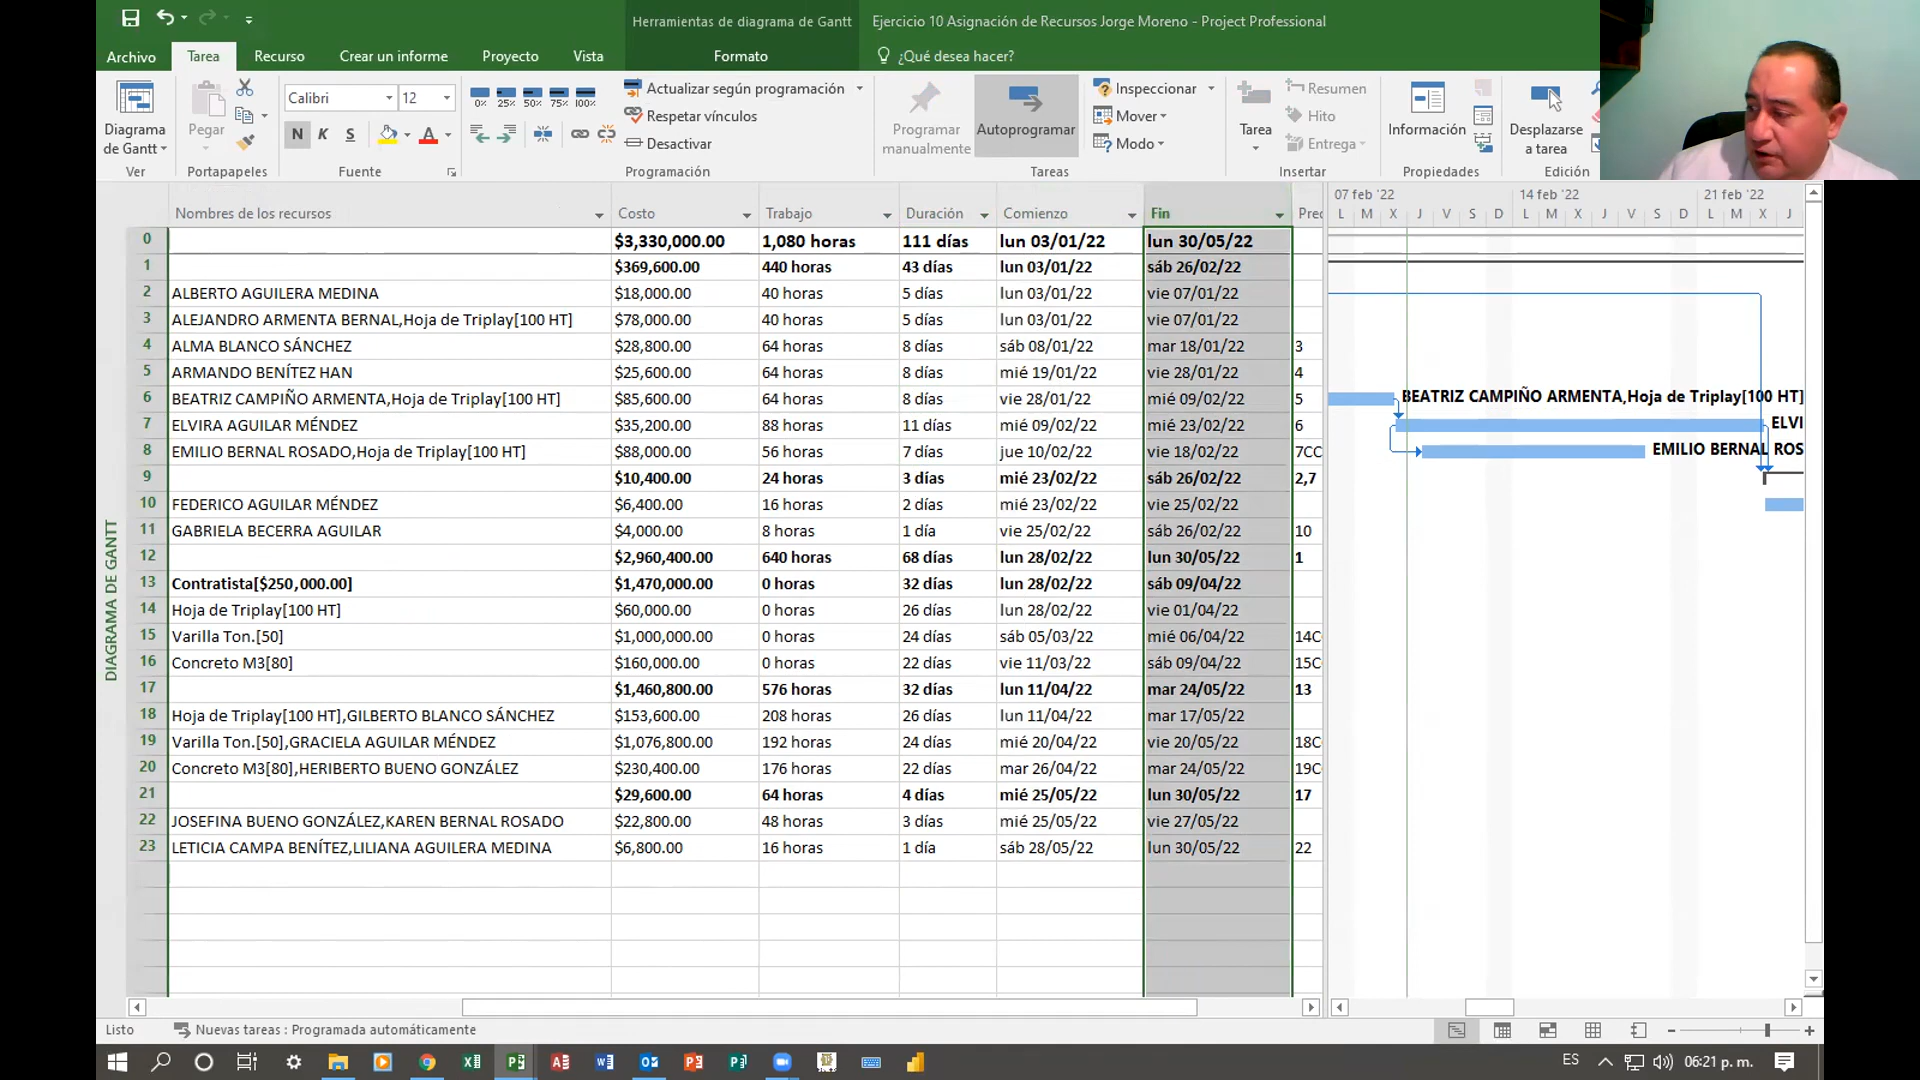 Herramientas de diagrama de Gantt
Ejercicio 10 Asignación de Recursos Jorge Moreno - Project Professional
Archivo Tarea Recurso Crear un informe Proyecto Vista Formato ¿Qué desea hacer?
Diagrama de Gantt
Ver
Pegar
Portapapeles
Calibri 12
N K S A
Fuente
0% 25% 50% 75% 100%
Actualizar según programación
Respetar vínculos
Desactivar
Programación
Programar manualmente
Autoprogramar
Inspeccionar
Mover
Modo
Tareas
Tarea
Resumen
Hito
Entrega
Insertar
Información
Propiedades
Desplazarse a tarea
Edición
Nombres de los recursos Costo Trabajo Duración Comienzo Fin Pred
07 feb '22 14 feb '22 21 feb '22
L M X J V S D L M X J V S D L M X J
0 $3,330,000.00 1,080 horas 111 días lun 03/01/22 lun 30/05/22
1 $369,600.00 440 horas 43 días lun 03/01/22 sáb 26/02/22
2 ALBERTO AGUILERA MEDINA $18,000.00 40 horas 5 días lun 03/01/22 vie 07/01/22
3 ALEJANDRO ARMENTA BERNAL,Hoja de Triplay[100 HT] $78,000.00 40 horas 5 días lun 03/01/22 vie 07/01/22
4 ALMA BLANCO SÁNCHEZ $28,800.00 64 horas 8 días sáb 08/01/22 mar 18/01/22 3
5 ARMANDO BENÍTEZ HAN $25,600.00 64 horas 8 días mié 19/01/22 vie 28/01/22 4
6 BEATRIZ CAMPIÑO ARMENTA,Hoja de Triplay[100 HT] $85,600.00 64 horas 8 días vie 28/01/22 mié 09/02/22 5 BEATRIZ CAMPIÑO ARMENTA,Hoja de Triplay[100 HT]
7 ELVIRA AGUILAR MÉNDEZ $35,200.00 88 horas 11 días mié 09/02/22 mié 23/02/22 6 ELVI
8 EMILIO BERNAL ROSADO,Hoja de Triplay[100 HT] $88,000.00 56 horas 7 días jue 10/02/22 vie 18/02/22 7CC EMILIO BERNAL ROS
9 $10,400.00 24 horas 3 días mié 23/02/22 sáb 26/02/22 2,7
10 FEDERICO AGUILAR MÉNDEZ $6,400.00 16 horas 2 días mié 23/02/22 vie 25/02/22
11 GABRIELA BECERRA AGUILAR $4,000.00 8 horas 1 día vie 25/02/22 sáb 26/02/22 10
12 $2,960,400.00 640 horas 68 días lun 28/02/22 lun 30/05/22 1
13 Contratista[$250,000.00] $1,470,000.00 0 horas 32 días lun 28/02/22 sáb 09/04/22
14 Hoja de Triplay[100 HT] $60,000.00 0 horas 26 días lun 28/02/22 vie 01/04/22
15 Varilla Ton.[50] $1,000,000.00 0 horas 24 días sáb 05/03/22 mié 06/04/22 14C
16 Concreto M3[80] $160,000.00 0 horas 22 días vie 11/03/22 sáb 09/04/22 15C
17 $1,460,800.00 576 horas 32 días lun 11/04/22 mar 24/05/22 13
18 Hoja de Triplay[100 HT],GILBERTO BLANCO SÁNCHEZ $153,600.00 208 horas 26 días lun 11/04/22 mar 17/05/22
19 Varilla Ton.[50],GRACIELA AGUILAR MÉNDEZ $1,076,800.00 192 horas 24 días mié 20/04/22 vie 20/05/22 18C
20 Concreto M3[80],HERIBERTO BUENO GONZÁLEZ $230,400.00 176 horas 22 días mar 26/04/22 mar 24/05/22 19C
21 $29,600.00 64 horas 4 días mié 25/05/22 lun 30/05/22 17
22 JOSEFINA BUENO GONZÁLEZ,KAREN BERNAL ROSADO $22,800.00 48 horas 3 días mié 25/05/22 vie 27/05/22
23 LETICIA CAMPA BENÍTEZ,LILIANA AGUILERA MEDINA $6,800.00 16 horas 1 día sáb 28/05/22 lun 30/05/22 22
DIAGRAMA DE GANTT
Listo Nuevas tareas : Programada automáticamente
ES 06:21 p. m.